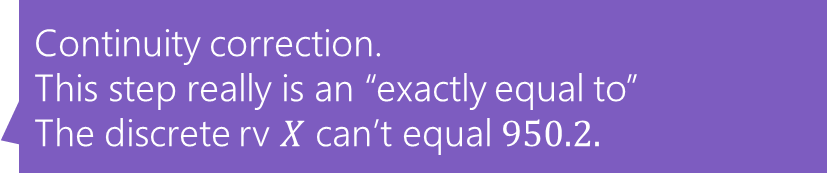 Continuity correction.
This step really is an “exactly equal to”
The discrete rv X can’t equal 950.2.